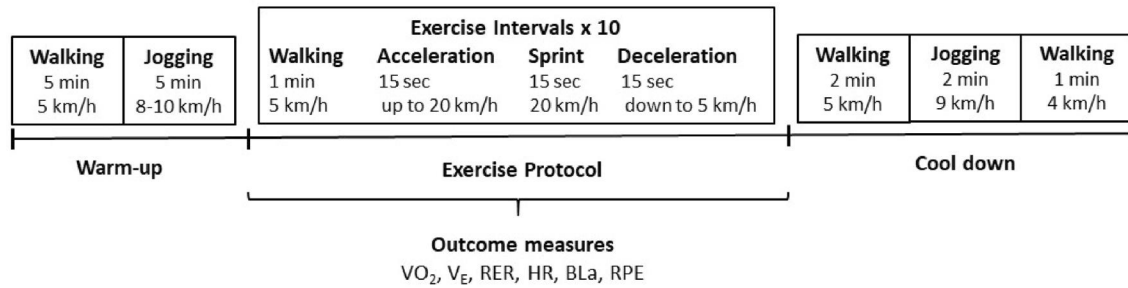 Exercise Intervals x 10
Walking Jogging
5 min 5 min
5 km/h 8-10 km/h
Walking Acceleration Sprint Deceleration
1 min 15 sec 15 sec 15 sec
5 km/h up to 20 km/h 20 km/h down to 5 km/h
Walking Jogging Walking
2 min 2 min 1 min
5 km/h 9 km/h 4 km/h
Warm-up Exercise Protocol Cool down
Outcome measures
VO₂, V_E, RER, HR, BLa, RPE